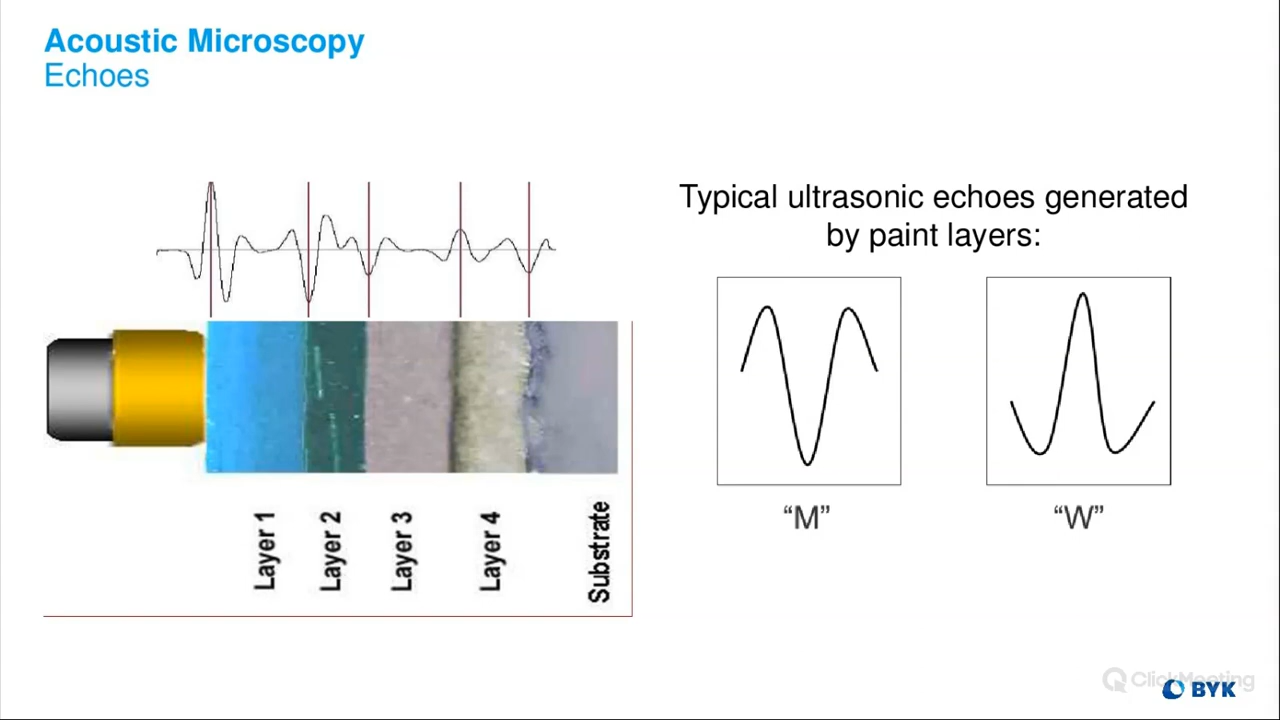 Acoustic Microscopy
Echoes
Typical ultrasonic echoes generated
by paint layers:
“M”
“W”
Layer 1
Layer 2
Layer 3
Layer 4
Substrate
ClickMeeting
BYK